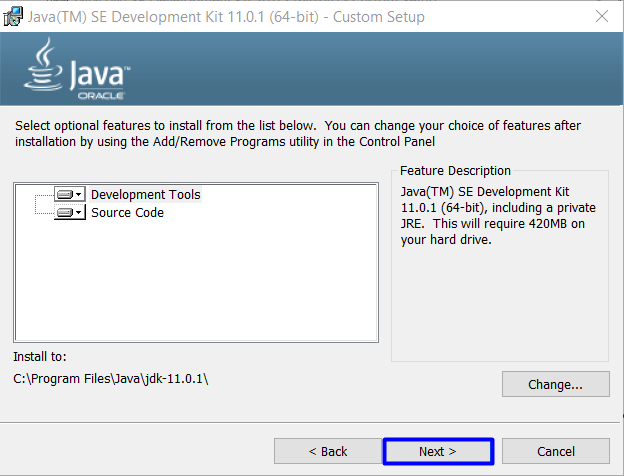 Java(TM) SE Development Kit 11.0.1 (64-bit) - Custom Setup
Java™
ORACLE
Select optional features to install from the list below.  You can change your choice of features after
installation by using the Add/Remove Programs utility in the Control Panel
Development Tools
Source Code
Feature Description
Java(TM) SE Development Kit
11.0.1 (64-bit), including a private
JRE.  This will require 420MB on
your hard drive.
Install to:
C:\Program Files\Java\jdk-11.0.1\
Change...
< Back
Next >
Cancel